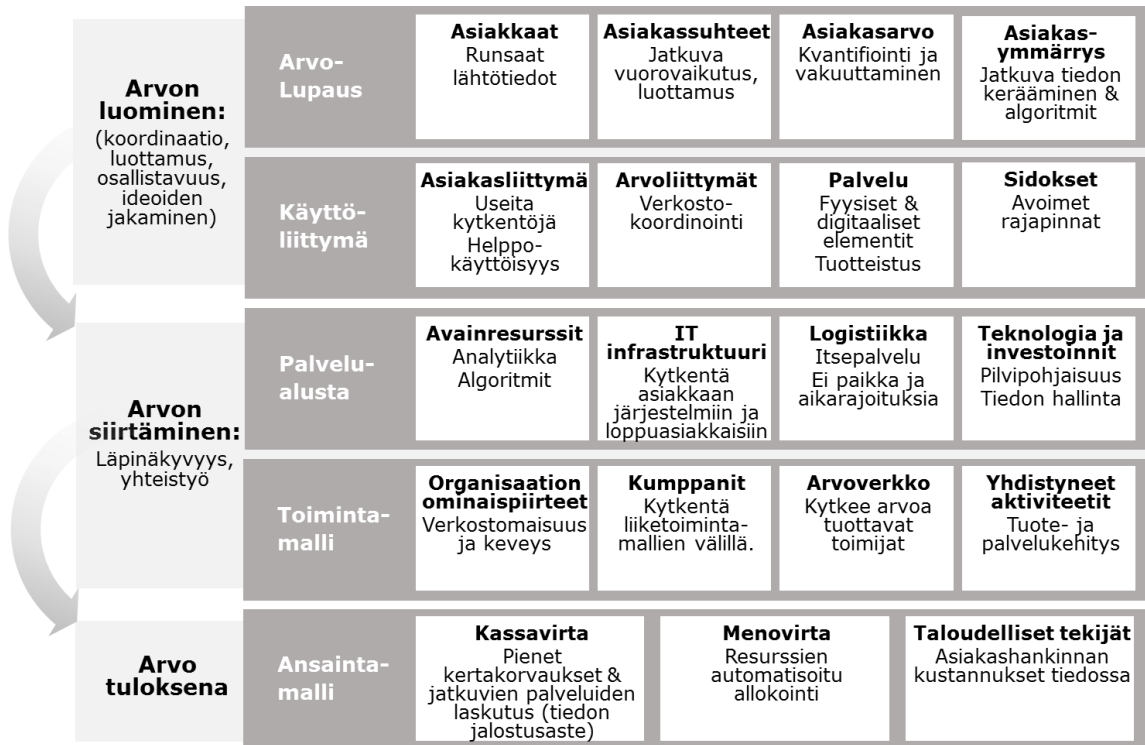 Arvon
luominen:
(koordinaatio,
luottamus,
osallistavuus,
ideoiden
jakaminen)
Arvo-
Lupaus
Asiakkaat
Runsaat
lähtötiedot
Asiakassuhteet
Jatkuva
vuorovaikutus,
luottamus
Asiakasarvo
Kvantifiointi ja
vakuuttaminen
Asiakas-
ymmärrys
Jatkuva tiedon
kerääminen &
algoritmit
Käyttö-
liittymä
Asiakasliittymä
Useita
kytkentöjä
Helppo-
käyttöisyys
Arvoliittymät
Verkosto-
koordinointi
Palvelu
Fyysiset &
digitaaliset
elementit
Tuotteistus
Sidokset
Avoimet
rajapinnat
Arvon
siirtäminen:
Läpinäkyvyys,
yhteistyö
Palvelu-
alusta
Avainresurssit
Analytiikka
Algoritmit
IT
infrastruktuuri
Kytkentä
asiakkaan
järjestelmiin ja
loppuasiakkaisiin
Logistiikka
Itsepalvelu
Ei paikka ja
aikarajoituksia
Teknologia ja
investoinnit
Pilvipohjaisuus
Tiedon hallinta
Toiminta-
malli
Organisaation
ominaispiirteet
Verkostomaisuus
ja keveys
Kumppanit
Kytkentä
liiketoiminta-
mallien välillä.
Arvoverkko
Kytkee arvoa
tuottavat
toimijat
Yhdistyneet
aktiviteetit
Tuote- ja
palvelukehitys
Arvo
tuloksena
Ansainta-
malli
Kassavirta
Pienet
kertakorvaukset &
jatkuvien palveluiden
laskutus (tiedon
jalostusaste)
Menovirta
Resurssien
automatisoitu
allokointi
Taloudelliset tekijät
Asiakashankinnan
kustannukset tiedossa